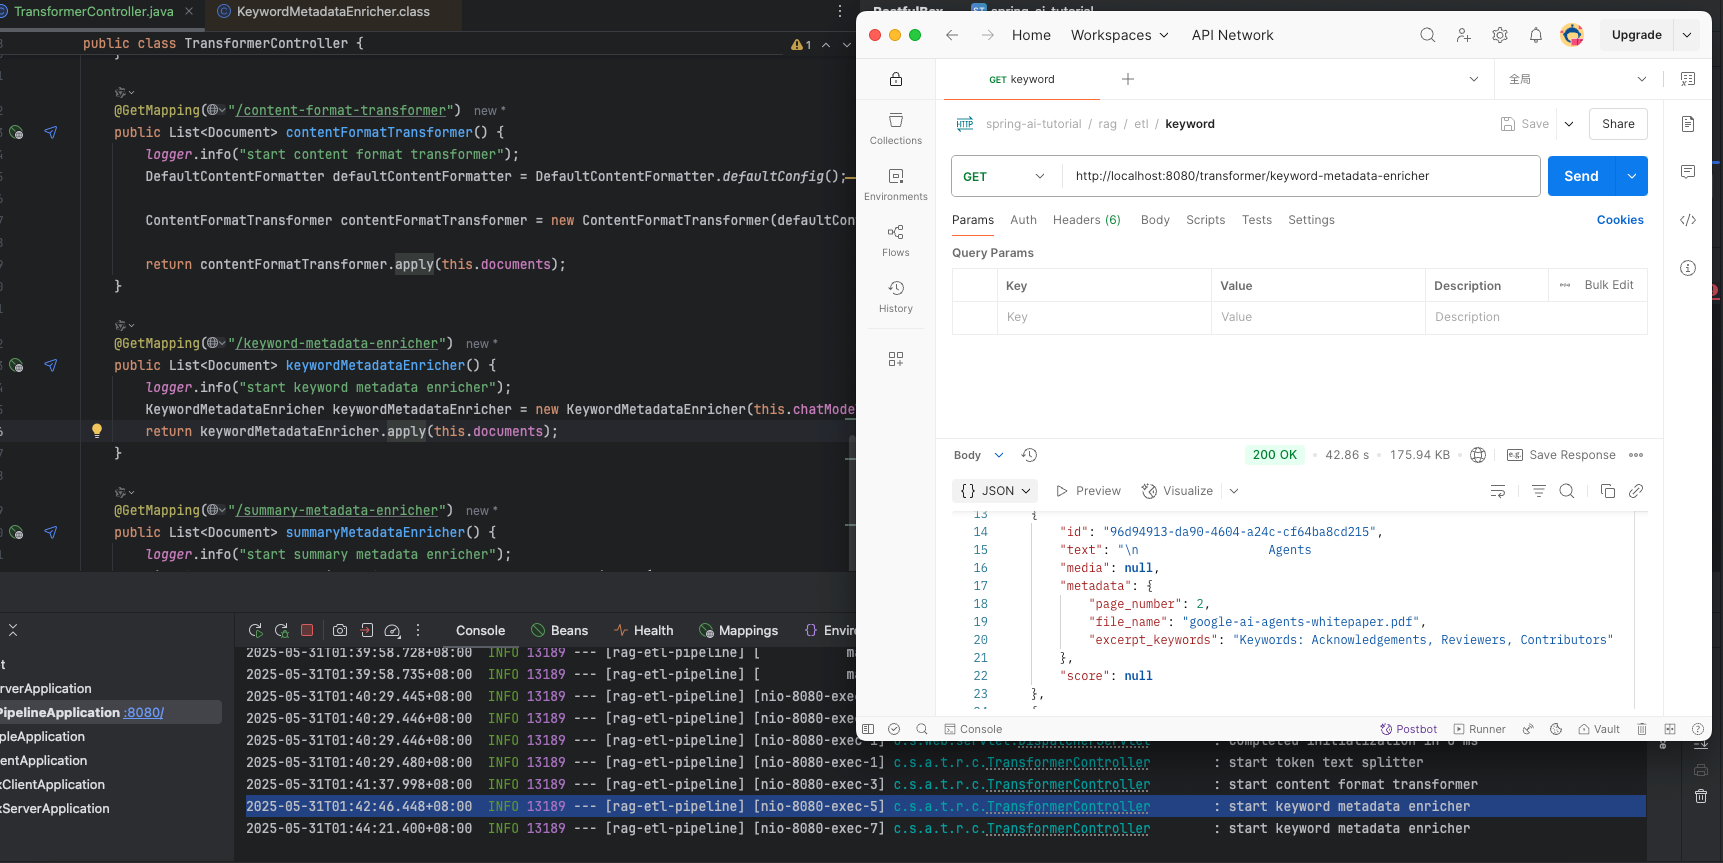 TransformerController.java
KeywordMetadataEnricher.class
public class TransformerController {
1
}
@GetMapping("/content-format-transformer") new *
public List<Document> contentFormatTransformer() {
logger.info("start content format transformer");
DefaultContentFormatter defaultContentFormatter = DefaultContentFormatter.defaultConfig();
ContentFormatTransformer contentFormatTransformer = new ContentFormatTransformer(defaultCon
return contentFormatTransformer.apply(this.documents);
}
@GetMapping("/keyword-metadata-enricher") new *
public List<Document> keywordMetadataEnricher() {
logger.info("start keyword metadata enricher");
KeywordMetadataEnricher keywordMetadataEnricher = new KeywordMetadataEnricher(this.chatMode
return keywordMetadataEnricher.apply(this.documents);
}
@GetMapping("/summary-metadata-enricher") new *
public List<Document> summaryMetadataEnricher() {
logger.info("start summary metadata enricher");
Home Workspaces API Network Upgrade
GET keyword
全局
Collections
Environments
Flows
History
HTTP spring-ai-tutorial / rag / etl / keyword Save Share
GET http://localhost:8080/transformer/keyword-metadata-enricher Send
Params Auth Headers (6) Body Scripts Tests Settings Cookies
Query Params
Key Value Description Bulk Edit
Key Value Description
Body 200 OK 42.86 s 175.94 KB Save Response
{} JSON Preview Visualize
13 {
14 "id": "96d94913-da90-4604-a24c-cf64ba8cd215",
15 "text": "\n Agents
16 "media": null,
17 "metadata": {
18 "page_number": 2,
19 "file_name": "google-ai-agents-whitepaper.pdf",
20 "excerpt_keywords": "Keywords: Acknowledgements, Reviewers, Contributors"
21 },
22 "score": null
23 },
Console Postbot Runner Vault
t
rverApplication
PipelineApplication :8080/
pleApplication
entApplication
xClientApplication
xServerApplication
Console Beans Health Mappings Enviro
2025-05-31T01:39:58.728+08:00 INFO 13189 --- [rag-etl-pipeline] [ ma
2025-05-31T01:39:58.735+08:00 INFO 13189 --- [rag-etl-pipeline] [ ma
2025-05-31T01:40:29.445+08:00 INFO 13189 --- [rag-etl-pipeline] [nio-8080-exec
2025-05-31T01:40:29.446+08:00 INFO 13189 --- [rag-etl-pipeline] [nio-8080-exec
2025-05-31T01:40:29.446+08:00 INFO 13189 --- [rag-etl-pipeline] [nio-8080-exec-1] o.s.web.servlet.DispatcherServlet : Completed initialization in 0 ms
2025-05-31T01:40:29.480+08:00 INFO 13189 --- [rag-etl-pipeline] [nio-8080-exec-1] c.s.a.t.r.c.TransformerController : start token text splitter
2025-05-31T01:41:37.998+08:00 INFO 13189 --- [rag-etl-pipeline] [nio-8080-exec-3] c.s.a.t.r.c.TransformerController : start content format transformer
2025-05-31T01:42:46.448+08:00 INFO 13189 --- [rag-etl-pipeline] [nio-8080-exec-5] c.s.a.t.r.c.TransformerController : start keyword metadata enricher
2025-05-31T01:44:21.400+08:00 INFO 13189 --- [rag-etl-pipeline] [nio-8080-exec-7] c.s.a.t.r.c.TransformerController : start keyword metadata enricher